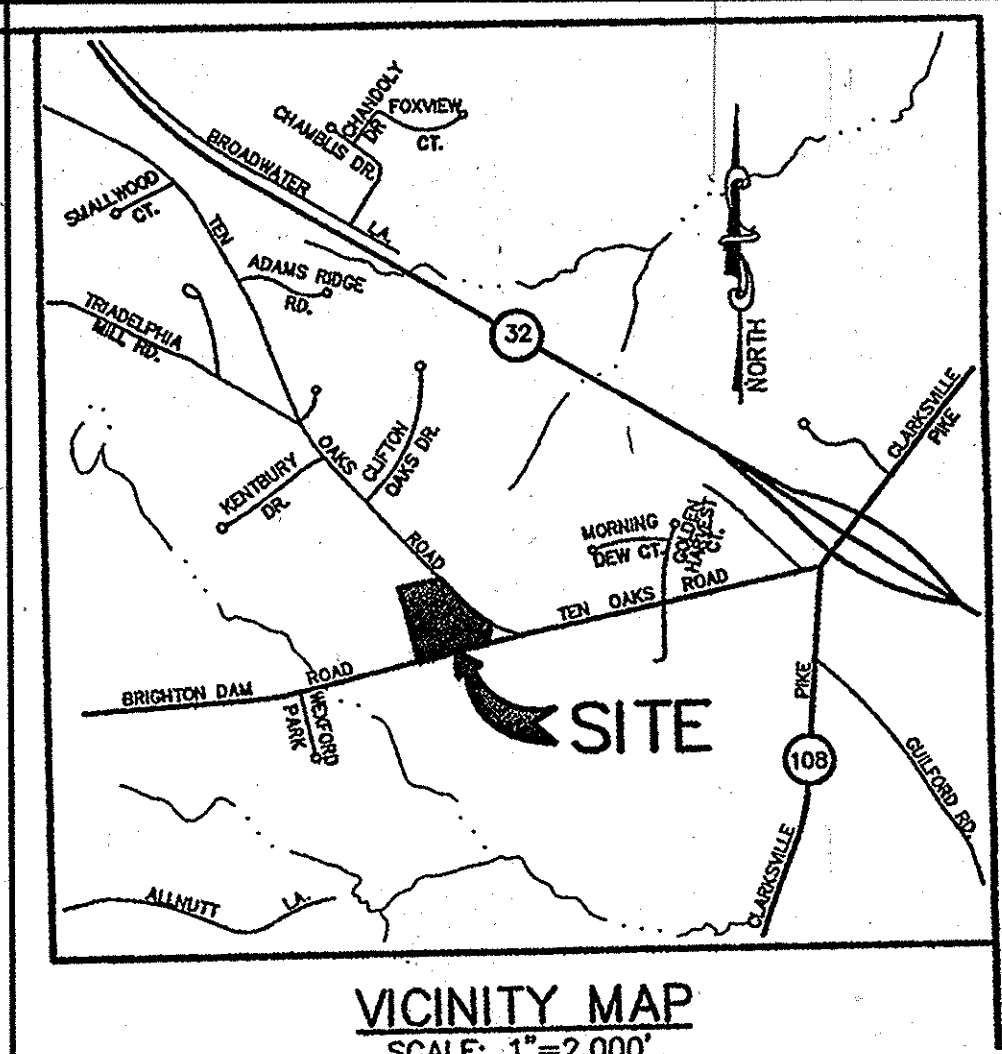 CHANDOLY
DR
FOXVIEW
CT.
CHAMBLIS DR.
BROADWATER
LA.
SMALLWOOD
CT.
TEN
ADAMS RIDGE
RD.
TRIADELPHIA
MILL RD.
32
NORTH
CLARKSVILLE
PIKE
OAKS
CLIFTON
OAKS DR.
KENTBURY
DR.
ROAD
MORNING
DEW CT.
GOLDEN
HARVEST
CT.
TEN OAKS ROAD
BRIGHTON DAM ROAD
WEXFORD
PARK
SITE
PIKE
108
GUILFORD RD.
CLARKSVILLE
ALLNUTT LA.
VICINITY MAP
SCALE: 1"=2,000'